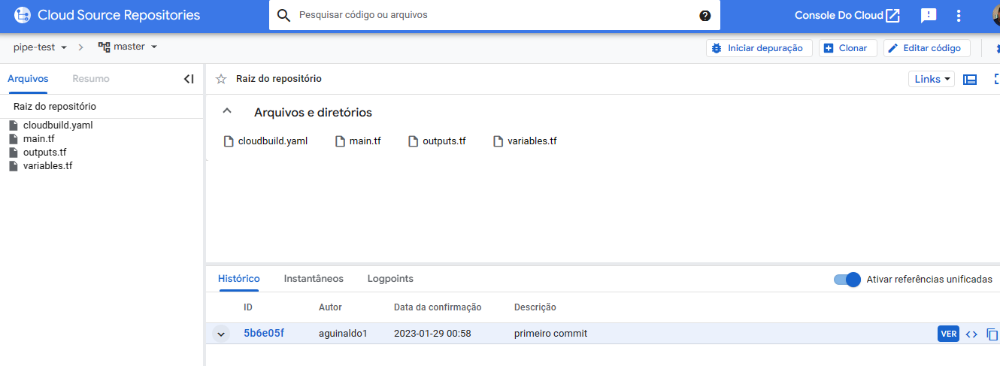 Cloud Source Repositories
Pesquisar código ou arquivos
Console Do Cloud
pipe-test
master
Iniciar depuração
Clonar
Editar código
Arquivos
Resumo
Raiz do repositório
Links
Raiz do repositório
cloudbuild.yaml
main.tf
outputs.tf
variables.tf
Arquivos e diretórios
cloudbuild.yaml main.tf outputs.tf variables.tf
Histórico Instantâneos Logpoints
Ativar referências unificadas
ID Autor Data da confirmação Descrição
5b6e05f aguinaldo1 2023-01-29 00:58 primeiro commit VER